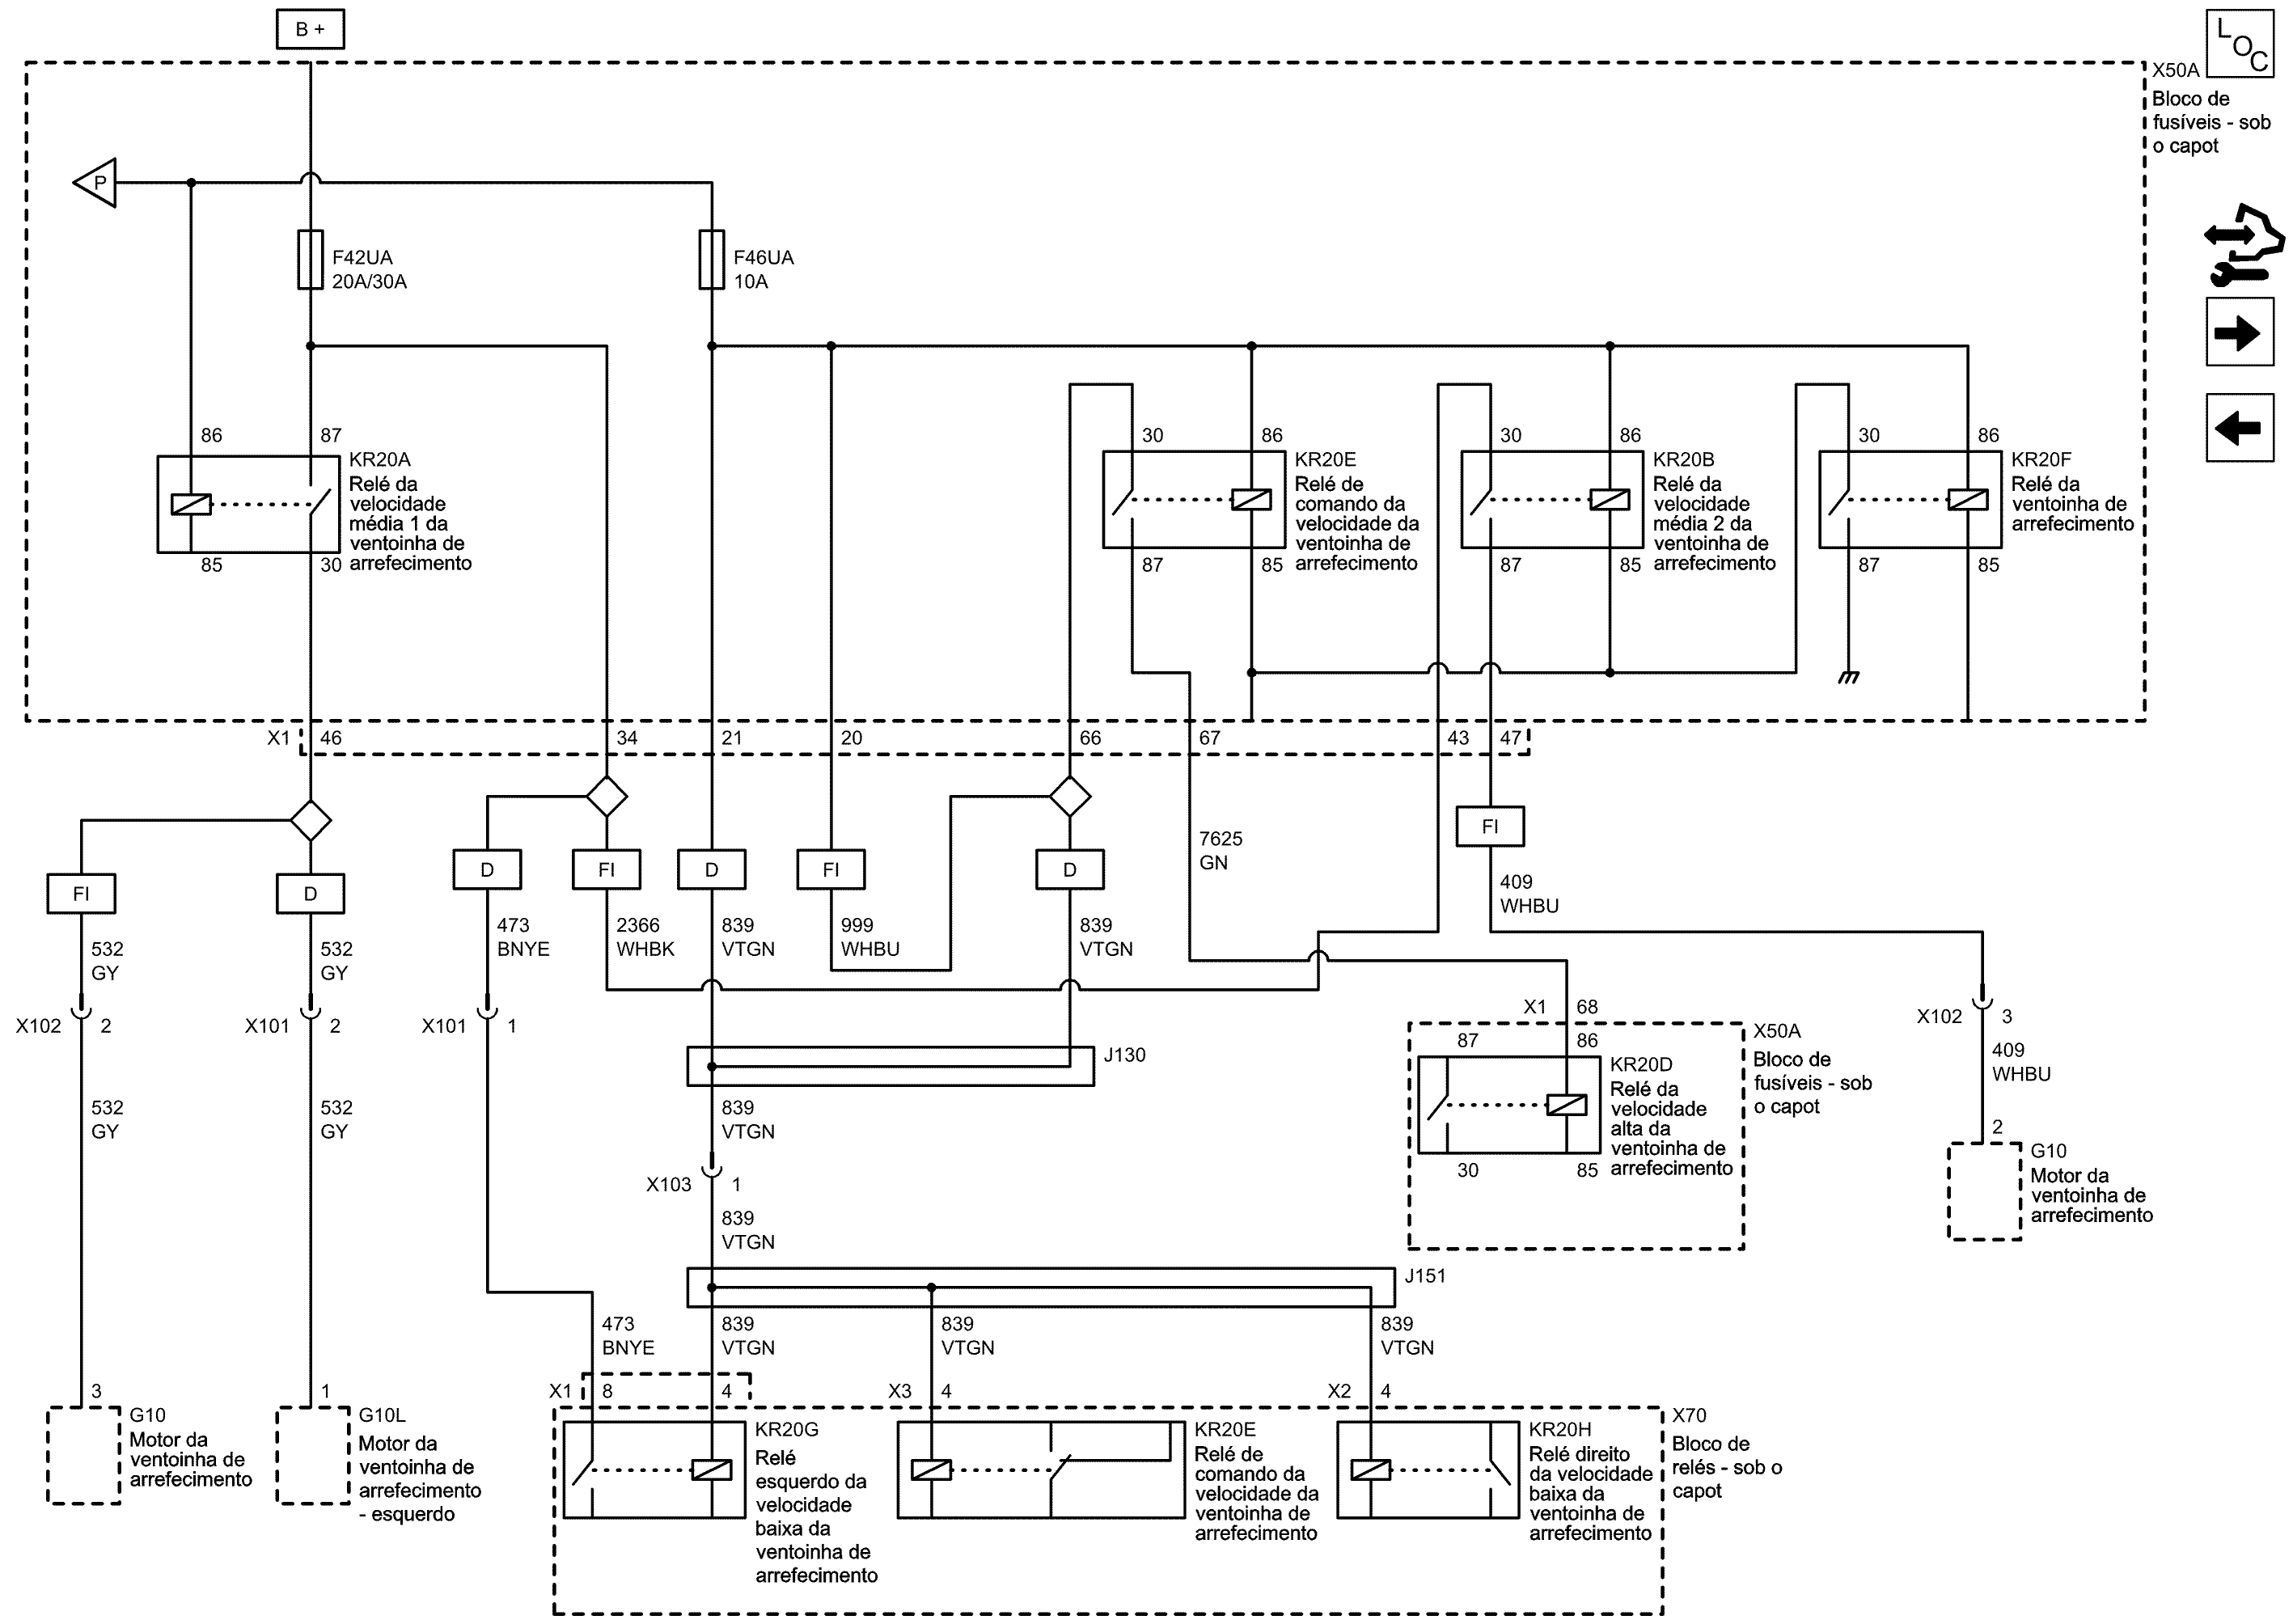 B +
L
O
C
X50A
Bloco de
fusíveis - sob
o capot
P
F42UA
20A/30A
F46UA
10A
86
87
KR20A
Relé da
velocidade
média 1 da
ventoinha de
arrefecimento
85
30
30
86
KR20E
Relé de
comando da
velocidade da
ventoinha de
arrefecimento
87
85
30
86
KR20B
Relé da
velocidade
média 2 da
ventoinha de
arrefecimento
87
85
30
86
KR20F
Relé da
ventoinha de
arrefecimento
87
85
X1
46
34
21
20
66
67
43
47
FI
D
D
FI
D
FI
D
FI
532
GY
532
GY
473
BNYE
2366
WHBK
839
VTGN
999
WHBU
839
VTGN
7625
GN
409
WHBU
X102
2
X101
2
X101
1
X102
3
J130
X1
68
X50A
Bloco de
fusíveis - sob
o capot
87
86
KR20D
Relé da
velocidade
alta da
ventoinha de
arrefecimento
30
85
409
WHBU
2
G10
Motor da
ventoinha de
arrefecimento
532
GY
532
GY
839
VTGN
X103
1
839
VTGN
J151
473
BNYE
839
VTGN
839
VTGN
839
VTGN
3
G10
Motor da
ventoinha de
arrefecimento
1
G10L
Motor da
ventoinha de
arrefecimento
- esquerdo
X1
8
4
X3
4
X2
4
KR20G
Relé
esquerdo da
velocidade
baixa da
ventoinha de
arrefecimento
KR20E
Relé de
comando da
velocidade da
ventoinha de
arrefecimento
KR20H
Relé direito
da velocidade
baixa da
ventoinha de
arrefecimento
X70
Bloco de
relés - sob o
capot